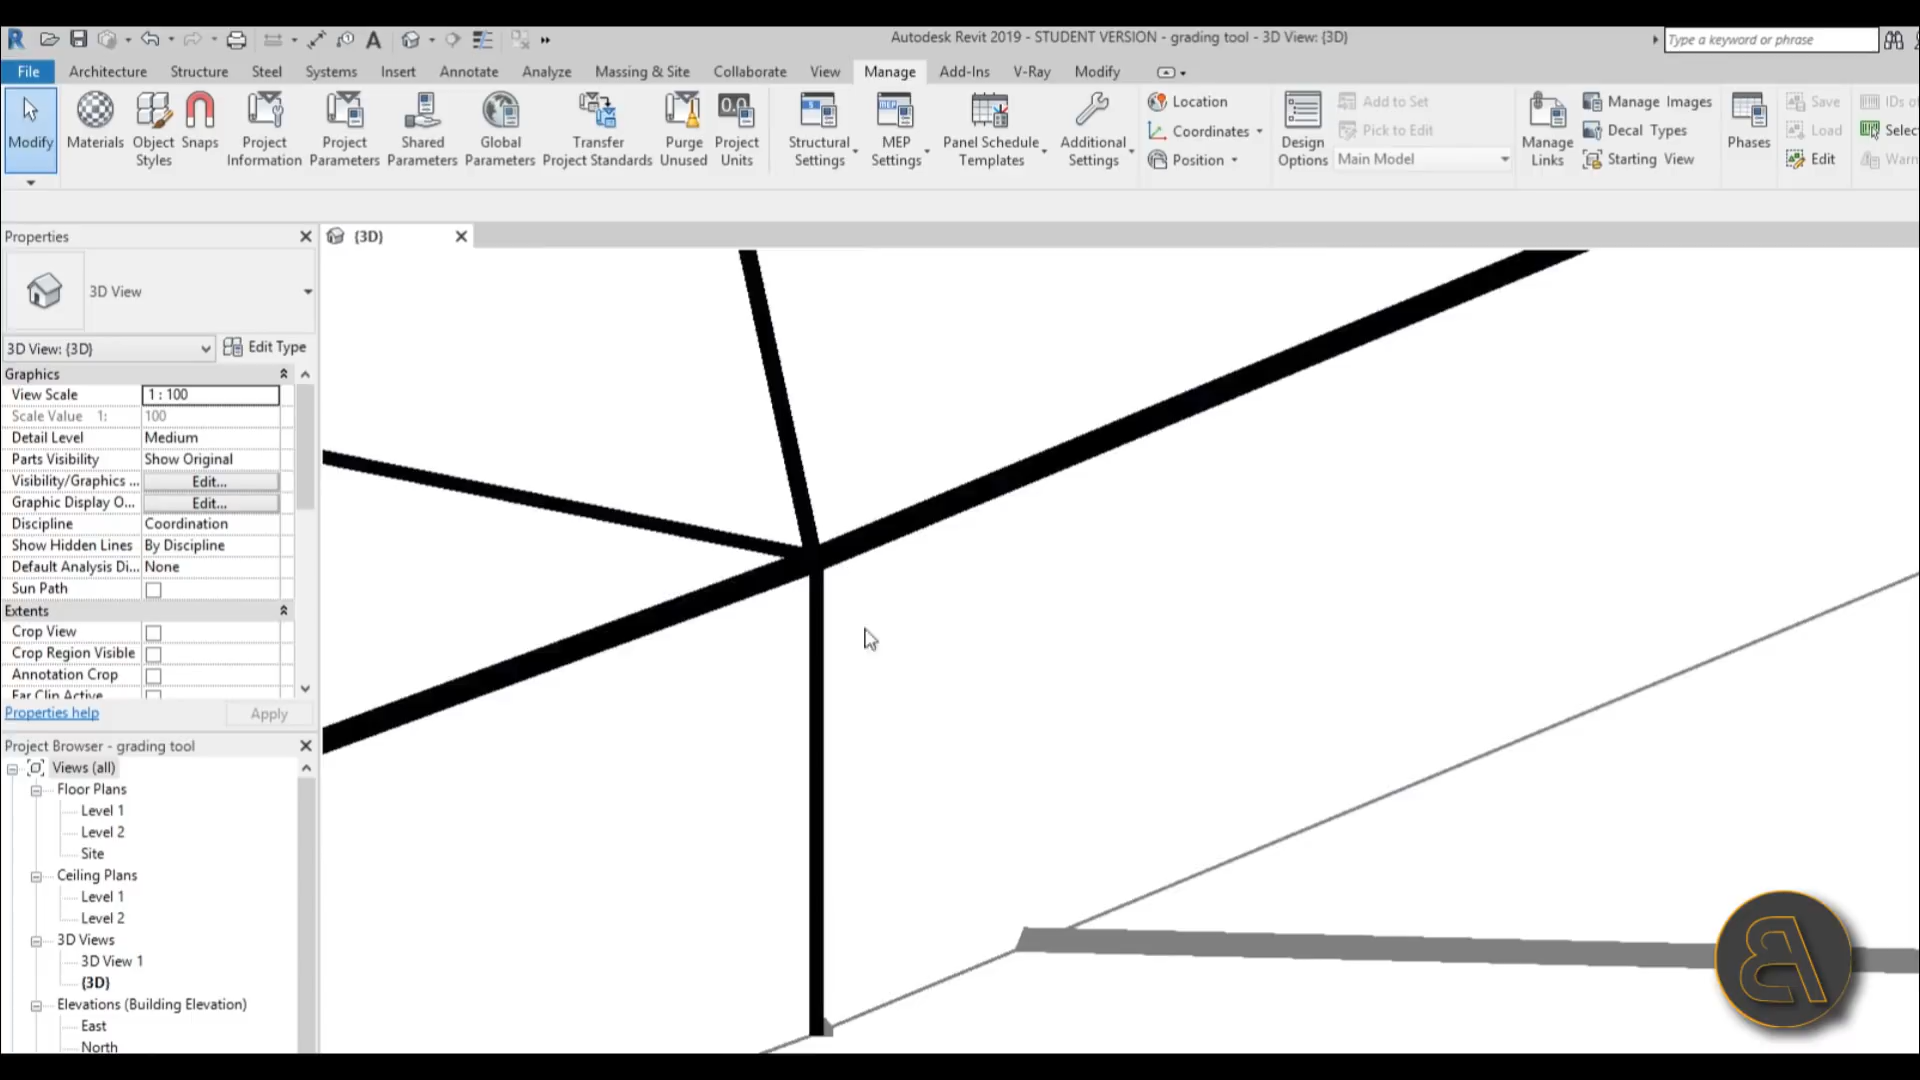 Autodesk Revit 2019 - STUDENT VERSION - grading tool - 3D View: {3D}
Type a keyword or phrase
File Architecture Structure Steel Systems Insert Annotate Analyze Massing & Site Collaborate View Manage Add-Ins V-Ray Modify
Modify
Materials
Object Styles
Snaps
Project Information
Project Parameters
Shared Parameters
Global Parameters
Transfer Project Standards
Purge Unused
Project Units
Structural Settings
MEP Settings
Panel Schedule Templates
Additional Settings
Location
Coordinates
Position
Design Options
Add to Set
Pick to Edit
Main Model
Manage Links
Manage Images
Decal Types
Starting View
Phases
Save
Load
Edit
IDs of
Selec
Warn
Properties
{3D}
3D View
3D View: {3D}
Edit Type
Graphics
View Scale 1 : 100
Scale Value 1: 100
Detail Level Medium
Parts Visibility Show Original
Visibility/Graphics ... Edit...
Graphic Display O... Edit...
Discipline Coordination
Show Hidden Lines By Discipline
Default Analysis Di... None
Sun Path
Extents
Crop View
Crop Region Visible
Annotation Crop
Far Clip Active
Properties help Apply
Project Browser - grading tool
Views (all)
Floor Plans
Level 1
Level 2
Site
Ceiling Plans
Level 1
Level 2
3D Views
3D View 1
{3D}
Elevations (Building Elevation)
East
North